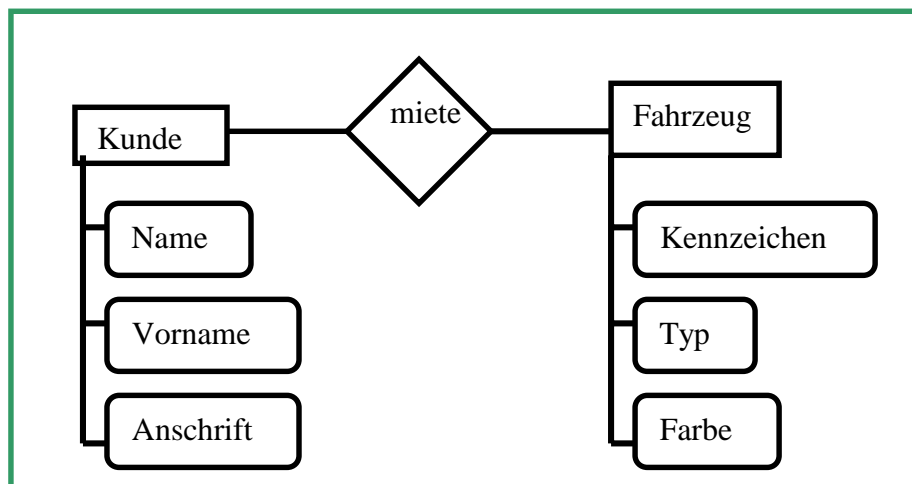 miete
Kunde
Fahrzeug
Name
Kennzeichen
Vorname
Typ
Anschrift
Farbe